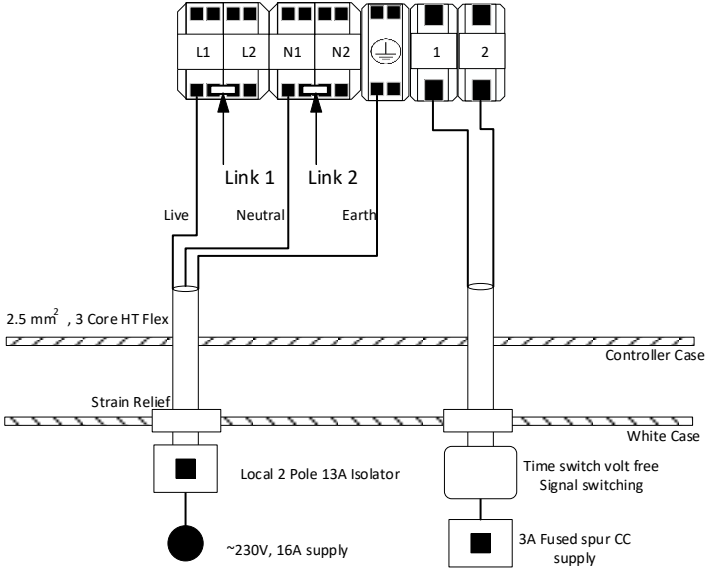 L1 L2 N1 N2 1 2
Link 1 Link 2
Live Neutral Earth
2.5 mm² , 3 Core HT Flex
Controller Case
Strain Relief
White Case
Local 2 Pole 13A Isolator
Time switch volt free
Signal switching
~230V, 16A supply
3A Fused spur CC
supply